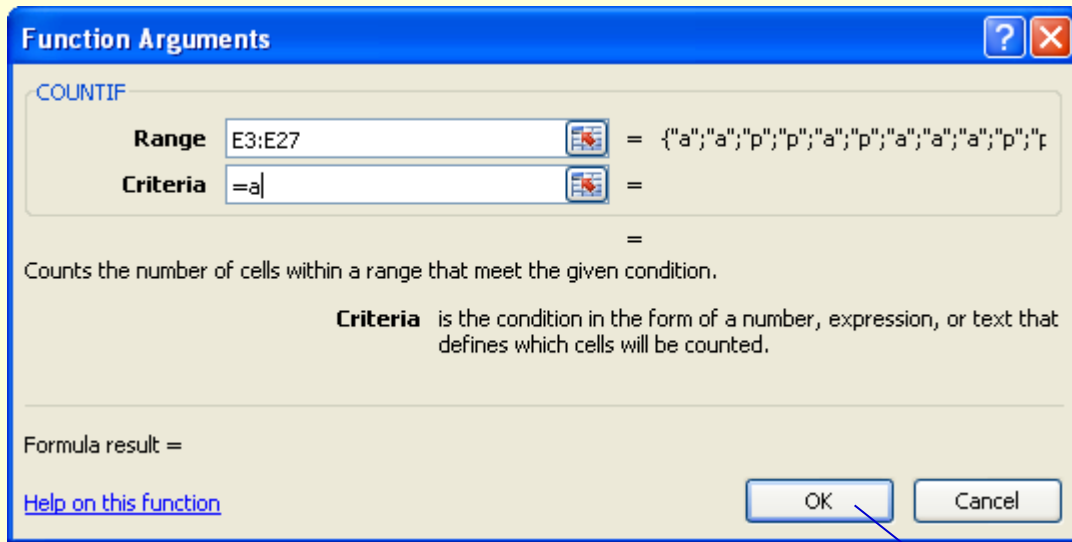 Function Arguments
COUNTIF
Range E3:E27 = {"a";"a";"p";"p";"a";"p";"a";"a";"a";"p";"p
Criteria =a =
=
Counts the number of cells within a range that meet the given condition.
Criteria is the condition in the form of a number, expression, or text that
defines which cells will be counted.
Formula result =
Help on this function
OK Cancel